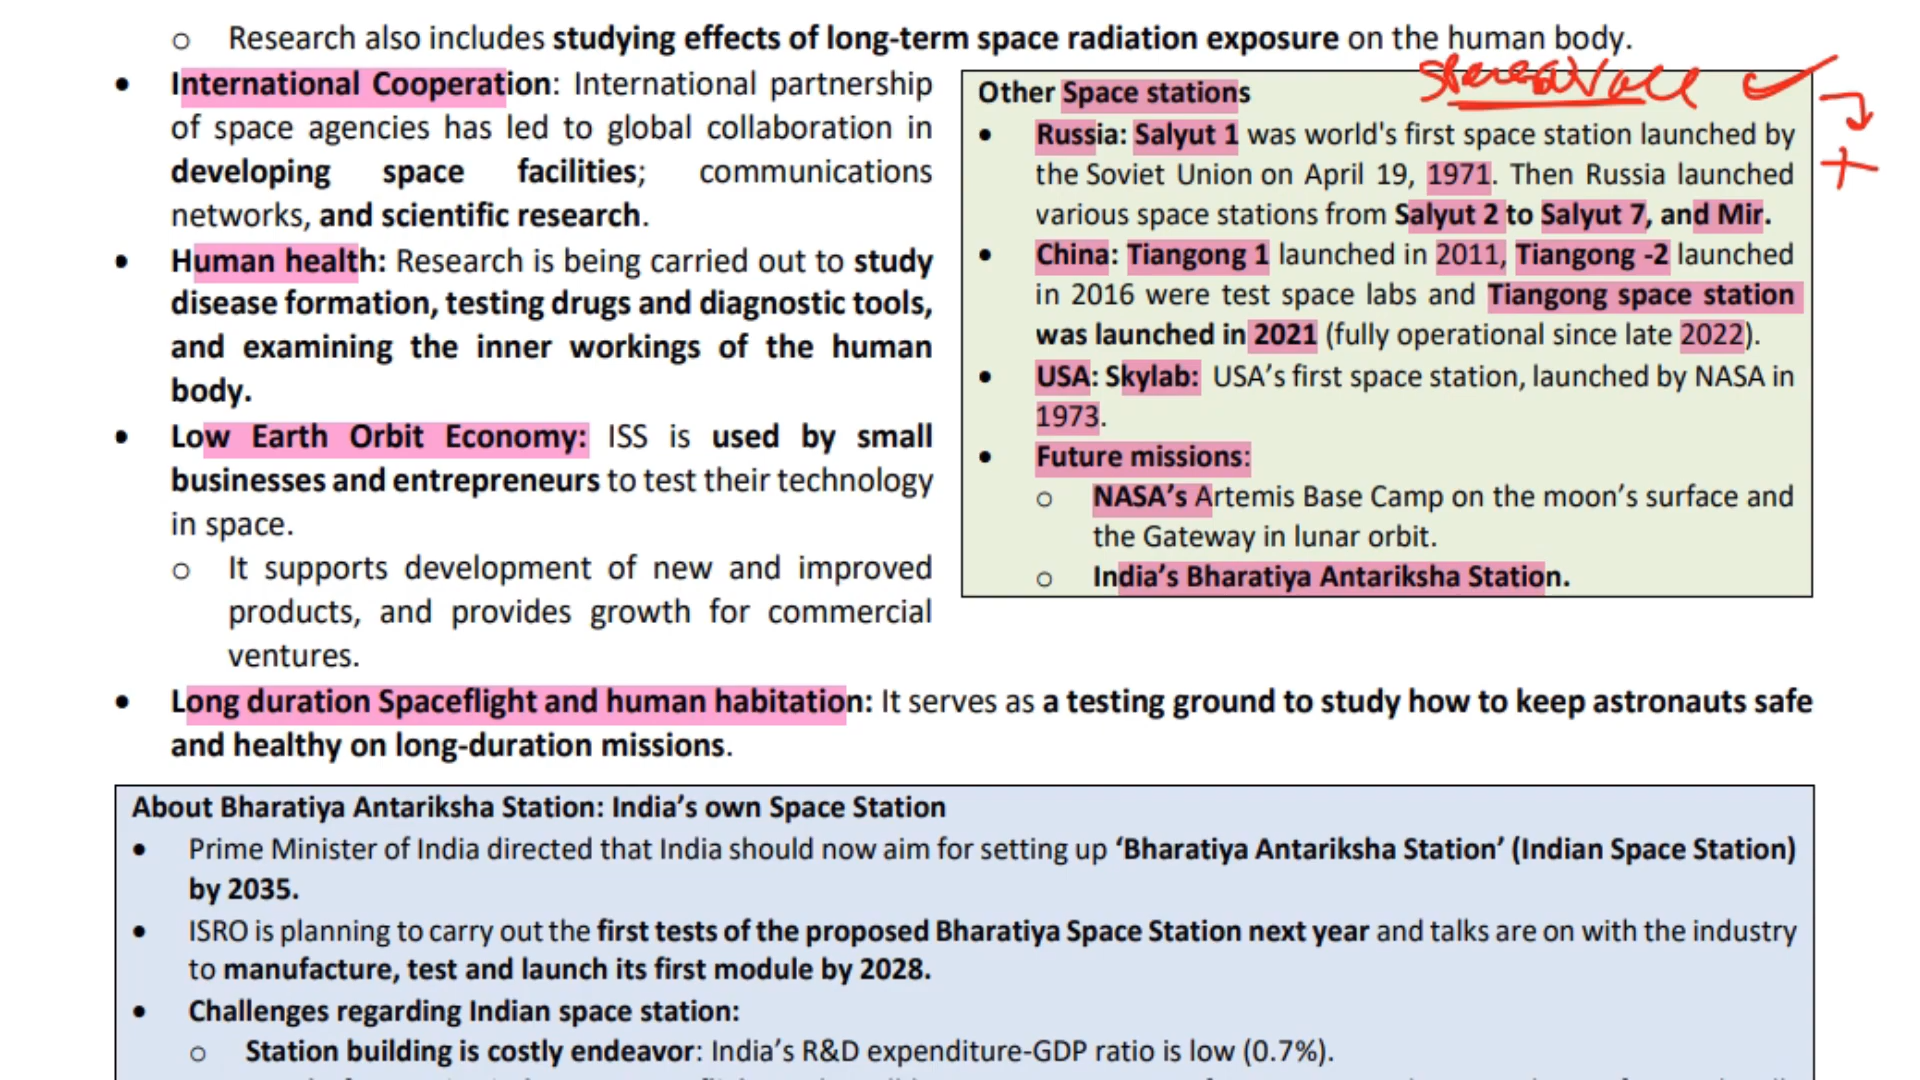 o Research also includes studying effects of long-term space radiation exposure on the human body.
• International Cooperation: International partnership
of space agencies has led to global collaboration in
developing space facilities; communications
networks, and scientific research.
• Human health: Research is being carried out to study
disease formation, testing drugs and diagnostic tools,
and examining the inner workings of the human
body.
• Low Earth Orbit Economy: ISS is used by small
businesses and entrepreneurs to test their technology
in space.
o It supports development of new and improved
products, and provides growth for commercial
ventures.
Other Space stations
• Russia: Salyut 1 was world's first space station launched by
the Soviet Union on April 19, 1971. Then Russia launched
various space stations from Salyut 2 to Salyut 7, and Mir.
• China: Tiangong 1 launched in 2011, Tiangong -2 launched
in 2016 were test space labs and Tiangong space station
was launched in 2021 (fully operational since late 2022).
• USA: Skylab: USA’s first space station, launched by NASA in
1973.
• Future missions:
o NASA’s Artemis Base Camp on the moon’s surface and
the Gateway in lunar orbit.
o India’s Bharatiya Antariksha Station.
• Long duration Spaceflight and human habitation: It serves as a testing ground to study how to keep astronauts safe
and healthy on long-duration missions.
About Bharatiya Antariksha Station: India’s own Space Station
• Prime Minister of India directed that India should now aim for setting up ‘Bharatiya Antariksha Station’ (Indian Space Station)
by 2035.
• ISRO is planning to carry out the first tests of the proposed Bharatiya Space Station next year and talks are on with the industry
to manufacture, test and launch its first module by 2028.
• Challenges regarding Indian space station:
o Station building is costly endeavor: India’s R&D expenditure-GDP ratio is low (0.7%).